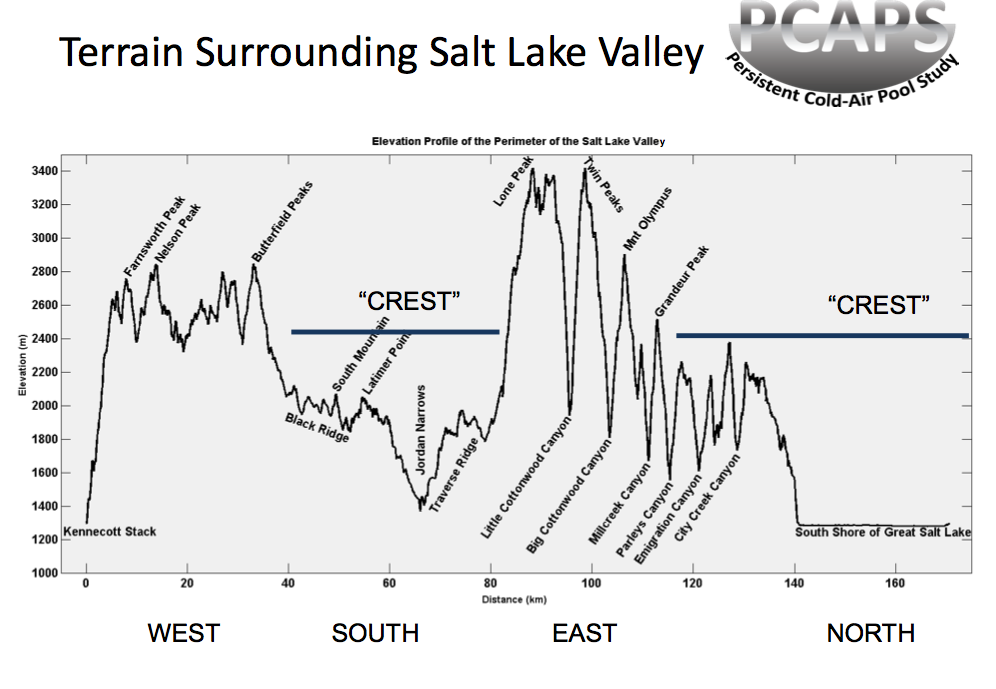 Terrain Surrounding Salt Lake Valley
PCAPS
Persistent Cold-Air Pool Study
Elevation Profile of the Perimeter of the Salt Lake Valley
Elevation (m)
3400
3200
3000
2800
2600
2400
2200
2000
1800
1600
1400
1200
1000
Farnsworth Peak
Nelson Peak
Butterfield Peaks
"CREST"
South Mountain
Latimer Point
Black Ridge
Jordan Narrows
Traverse Ridge
Lone Peak
Twin Peaks
Mnt Olympus
Grandeur Peak
"CREST"
Little Cottonwood Canyon
Big Cottonwood Canyon
Millcreek Canyon
Parleys Canyon
Emigration Canyon
City Creek Canyon
Kennecott Stack
South Shore of Great Salt Lake
0 20 40 60 80 100 120 140 160
Distance (km)
WEST SOUTH EAST NORTH